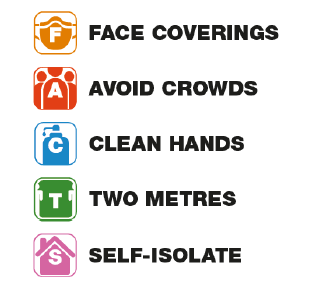 F FACE COVERINGS
A AVOID CROWDS
C CLEAN HANDS
T TWO METRES
S SELF-ISOLATE